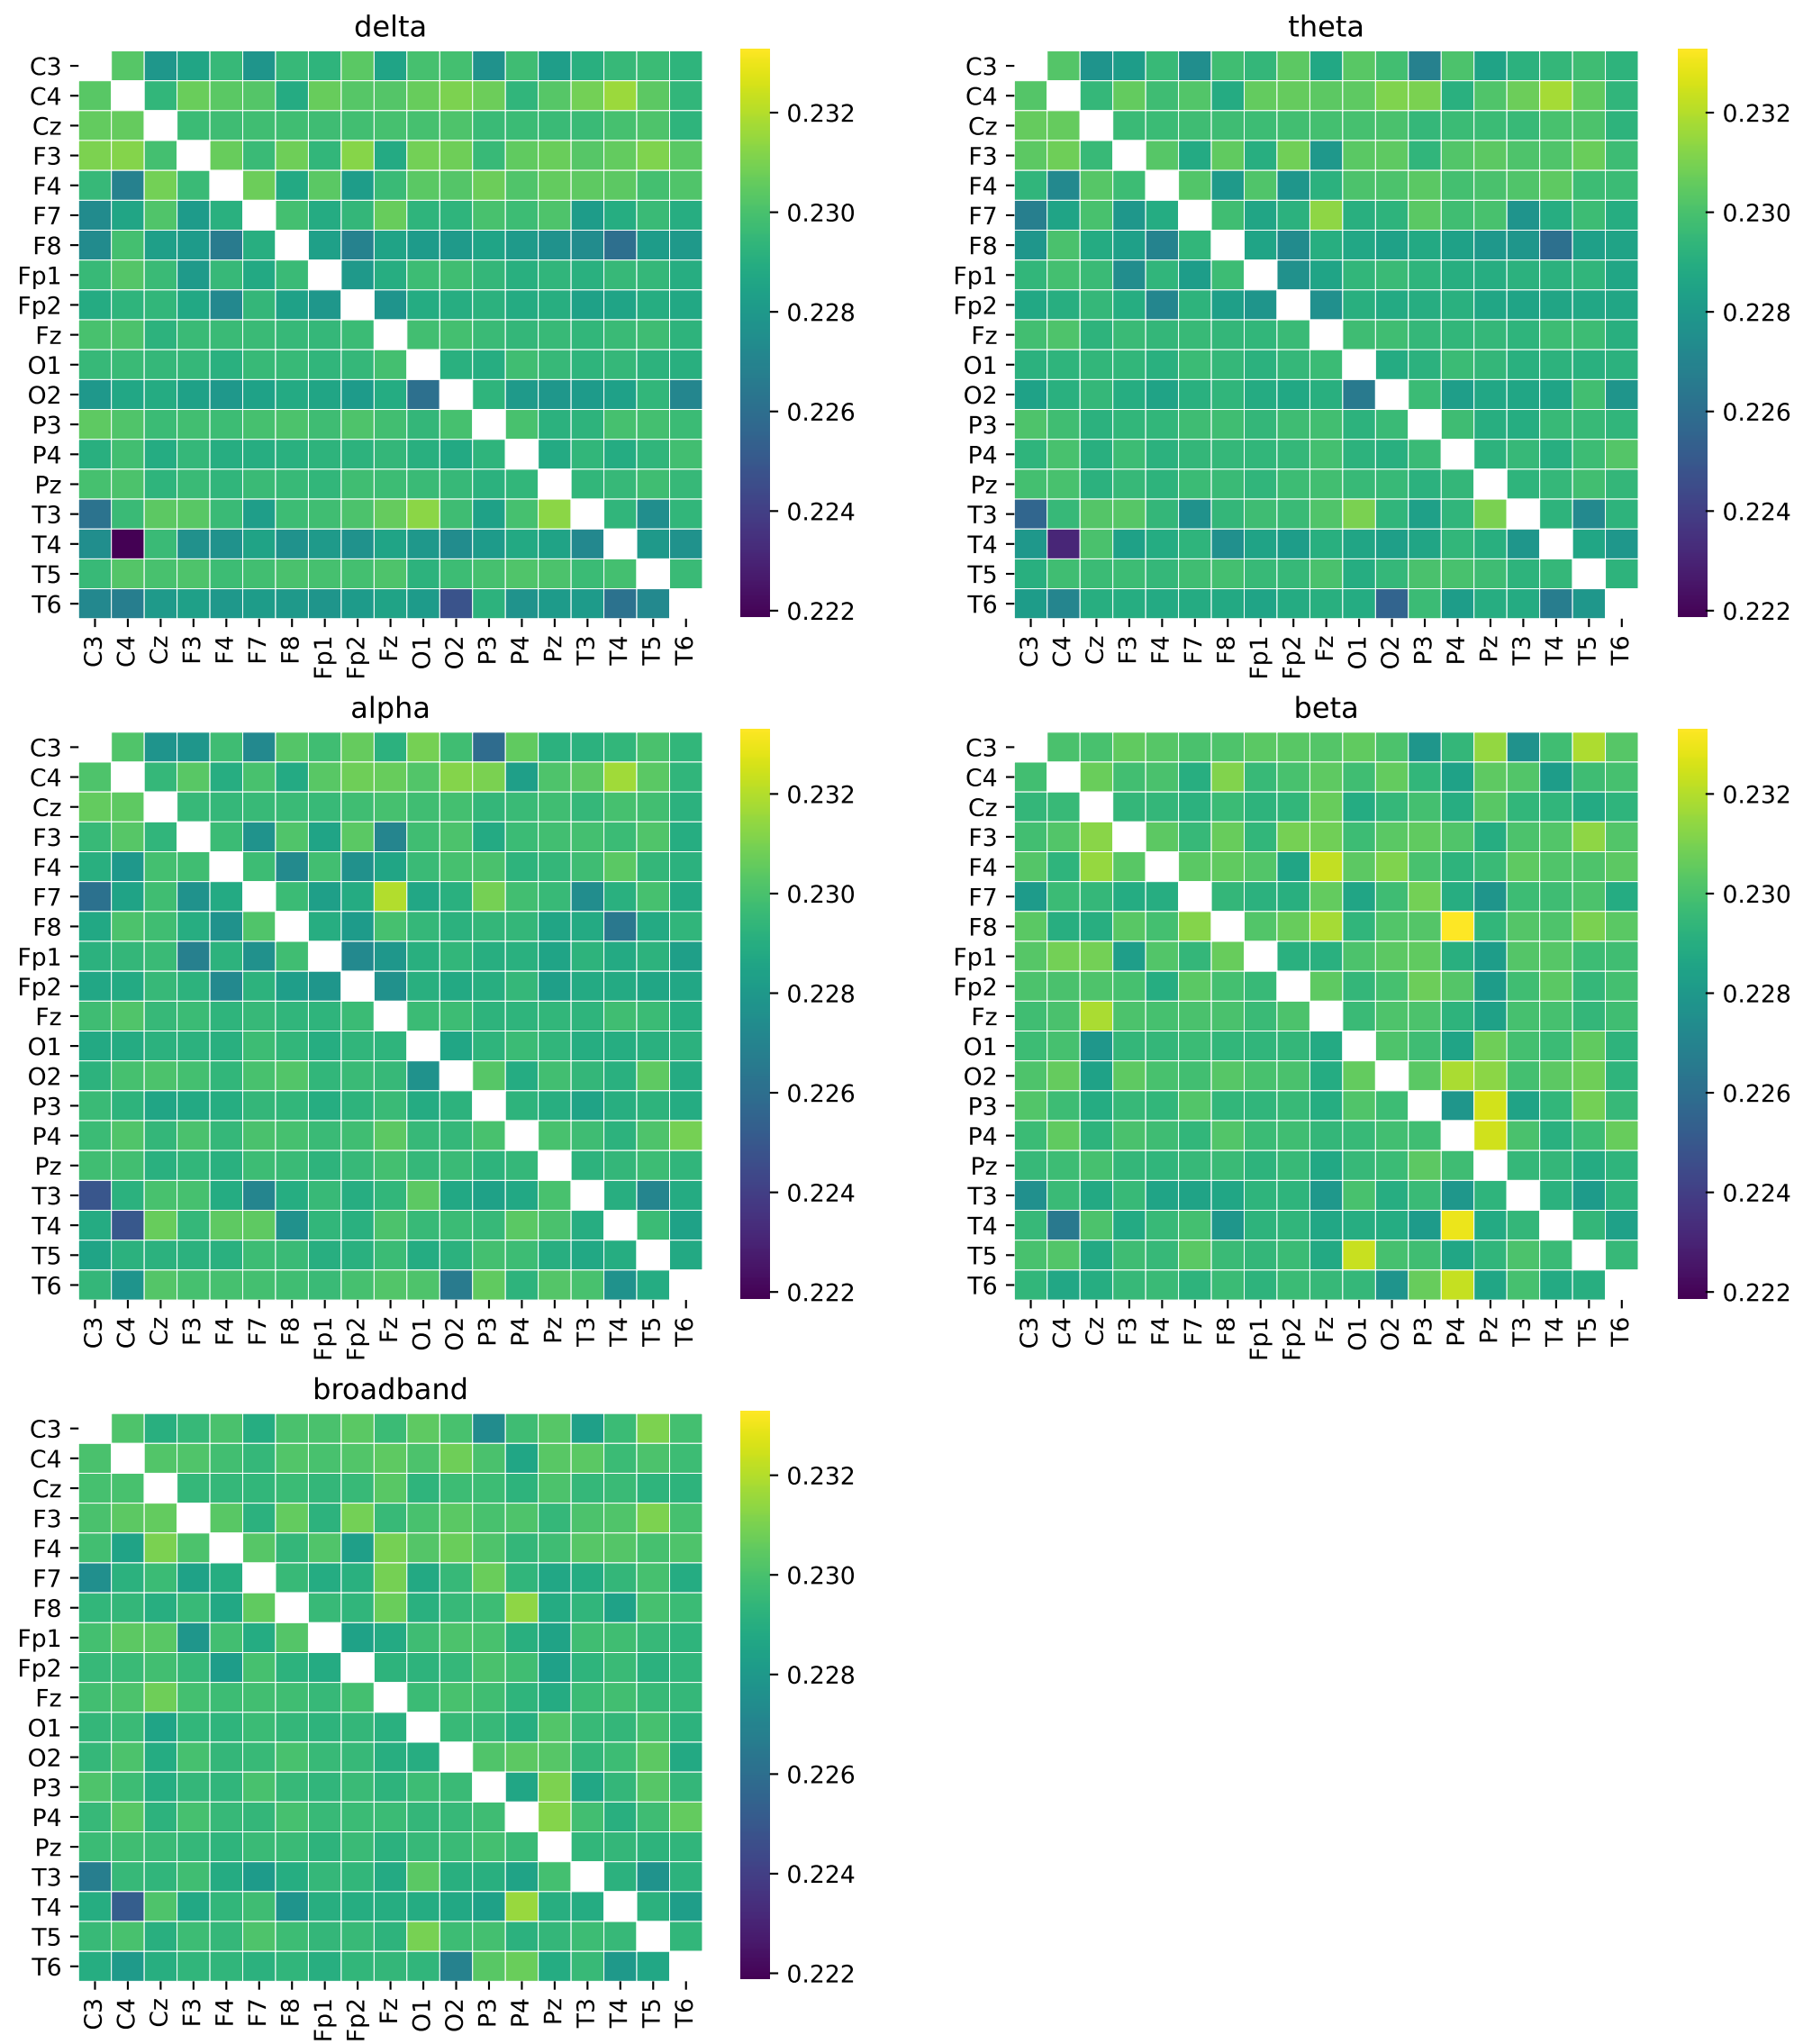 delta
C3
C4
Cz
F3
F4
F7
F8
Fp1
Fp2
Fz
O1
O2
P3
P4
Pz
T3
T4
T5
T6
C3 C4 Cz F3 F4 F7 F8 Fp1 Fp2 Fz O1 O2 P3 P4 Pz T3 T4 T5 T6
0.232
0.230
0.228
0.226
0.224
0.222
theta
C3
C4
Cz
F3
F4
F7
F8
Fp1
Fp2
Fz
O1
O2
P3
P4
Pz
T3
T4
T5
T6
C3 C4 Cz F3 F4 F7 F8 Fp1 Fp2 Fz O1 O2 P3 P4 Pz T3 T4 T5 T6
0.232
0.230
0.228
0.226
0.224
0.222
alpha
C3
C4
Cz
F3
F4
F7
F8
Fp1
Fp2
Fz
O1
O2
P3
P4
Pz
T3
T4
T5
T6
C3 C4 Cz F3 F4 F7 F8 Fp1 Fp2 Fz O1 O2 P3 P4 Pz T3 T4 T5 T6
0.232
0.230
0.228
0.226
0.224
0.222
beta
C3
C4
Cz
F3
F4
F7
F8
Fp1
Fp2
Fz
O1
O2
P3
P4
Pz
T3
T4
T5
T6
C3 C4 Cz F3 F4 F7 F8 Fp1 Fp2 Fz O1 O2 P3 P4 Pz T3 T4 T5 T6
0.232
0.230
0.228
0.226
0.224
0.222
broadband
C3
C4
Cz
F3
F4
F7
F8
Fp1
Fp2
Fz
O1
O2
P3
P4
Pz
T3
T4
T5
T6
C3 C4 Cz F3 F4 F7 F8 Fp1 Fp2 Fz O1 O2 P3 P4 Pz T3 T4 T5 T6
0.232
0.230
0.228
0.226
0.224
0.222